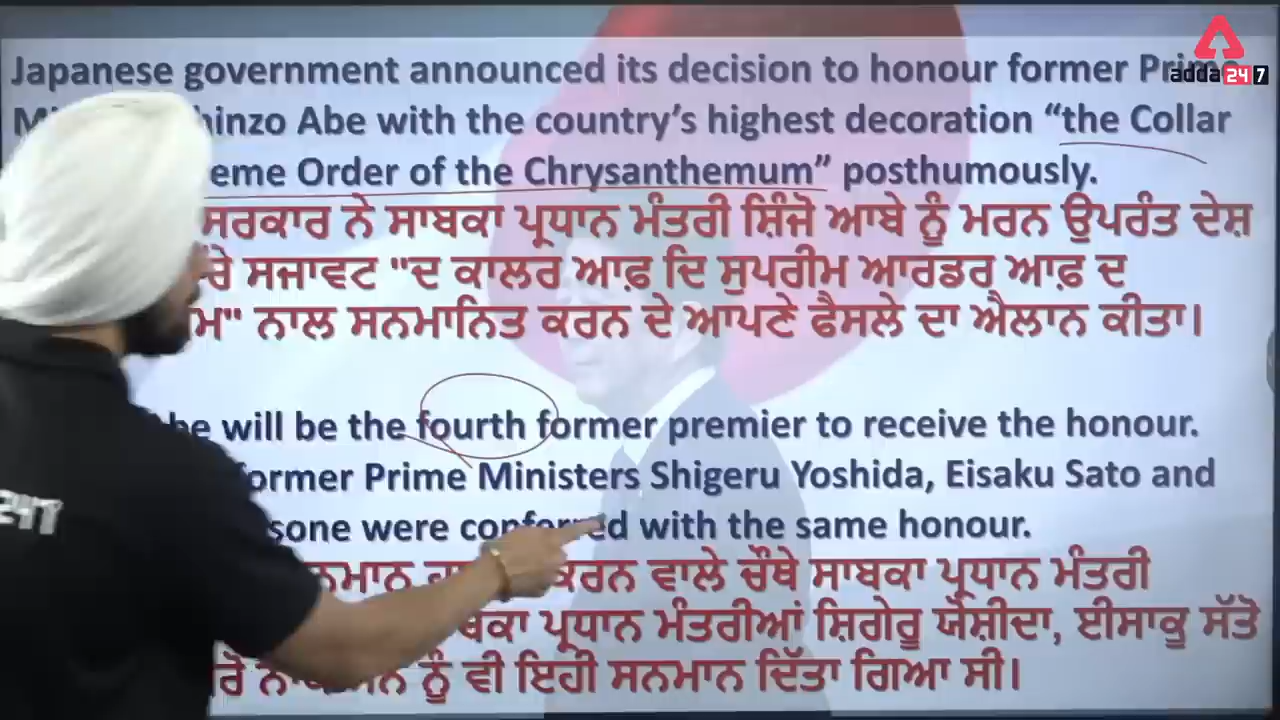 Japanese government announced its decision to honour former Prime
adda247
hinzo Abe with the country's highest decoration “the Collar
eme Order of the Chrysanthemum” posthumously.
ਸਰਕਾਰ ਨੇ ਸਾਬਕਾ ਪ੍ਰਧਾਨ ਮੰਤਰੀ ਸ਼ਿੰਜੋ ਆਬੇ ਨੂੰ ਮਰਨ ਉਪਰੰਤ ਦੇਸ਼
ਸਜਾਵਟ "ਦ ਕਾਲਰ ਆਫ਼ ਦਿ ਸੁਪਰੀਮ ਆਰਡਰ ਆਫ਼ ਦ
ਮ" ਨਾਲ ਸਨਮਾਨਿਤ ਕਰਨ ਦੇ ਆਪਣੇ ਫੈਸਲੇ ਦਾ ਐਲਾਨ ਕੀਤਾ।
be will be the fourth former premier to receive the honour.
ormer Prime Ministers Shigeru Yoshida, Eisaku Sato and
sone were conferred with the same honour.
ਨਮਾਨ ਕਰਨ ਵਾਲੇ ਚੌਥੇ ਸਾਬਕਾ ਪ੍ਰਧਾਨ ਮੰਤਰੀ
ਬਕਾ ਪ੍ਰਧਾਨ ਮੰਤਰੀਆਂ ਸ਼ਿਗੇਰੂ ਯੋਸ਼ੀਦਾ, ਈਸਾਕੂ ਸੱਤੋ
ਨੂੰ ਵੀ ਇਹੀ ਸਨਮਾਨ ਦਿੱਤਾ ਗਿਆ ਸੀ।
247